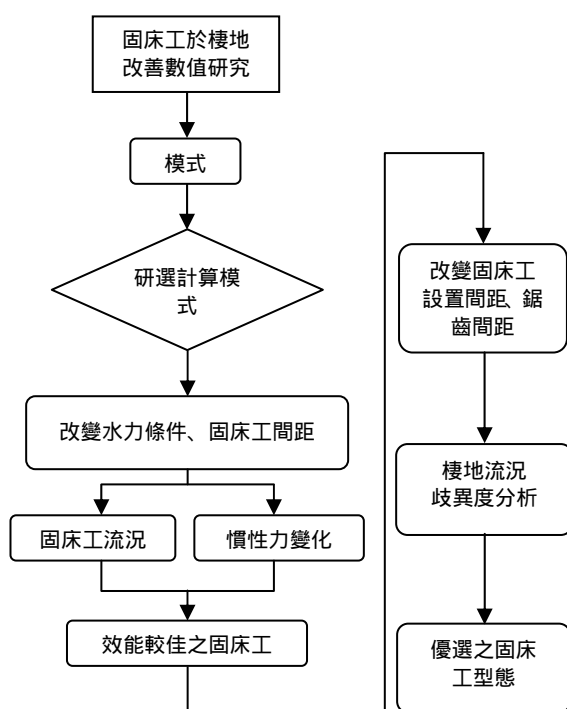 固床工於棲地
改善數值研究
模式
研選計算模
式
改變水力條件、固床工間距
固床工流況
慣性力變化
效能較佳之固床工
改變固床工
設置間距、鋸
齒間距
棲地流況
歧異度分析
優選之固床
工型態